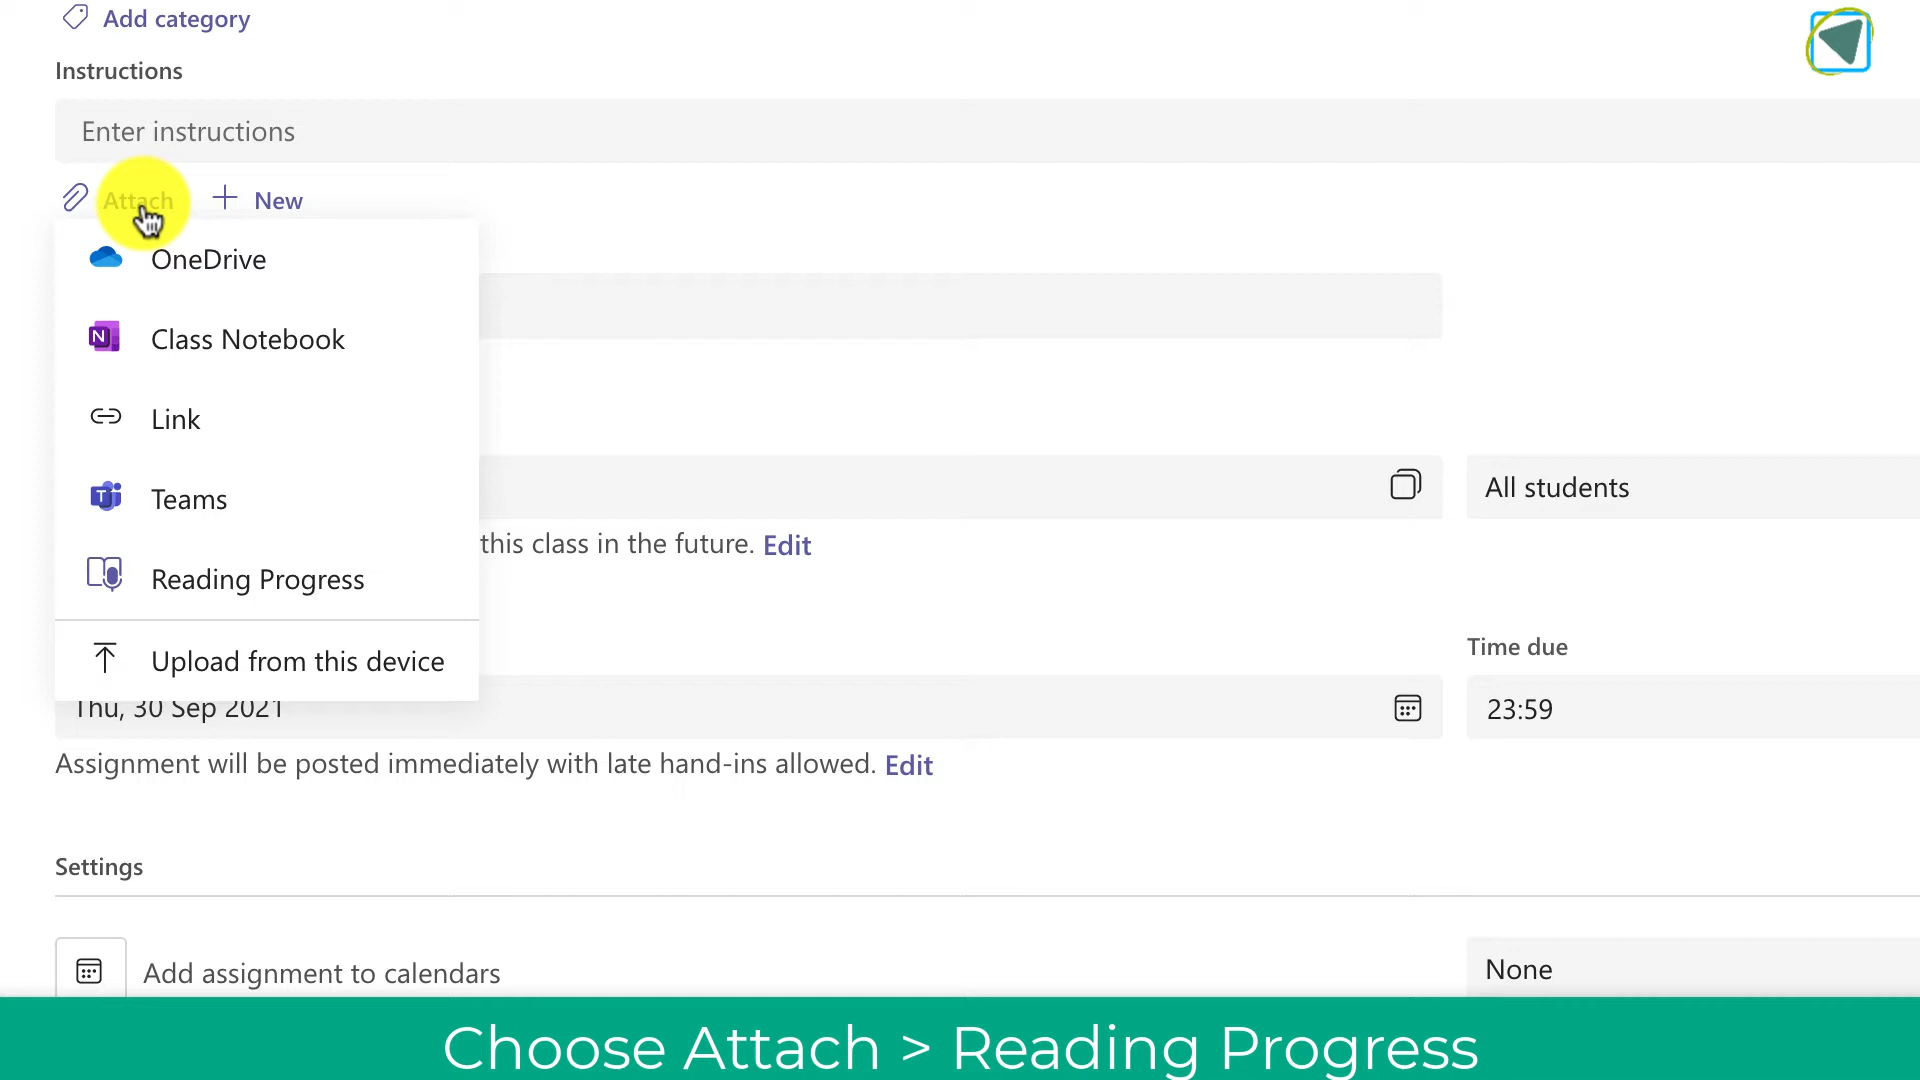 Add category
Instructions
Enter instructions
Attach New
OneDrive
Class Notebook
Link
Teams
Reading Progress
Upload from this device
All students
this class in the future. Edit
Time due
Thu, 30 Sep 2021
23:59
Assignment will be posted immediately with late hand-ins allowed. Edit
Settings
Add assignment to calendars
None
Choose Attach > Reading Progress